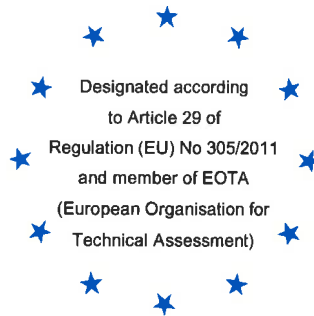 Designated according
to Article 29 of
Regulation (EU) No 305/2011
and member of EOTA
(European Organisation for
Technical Assessment)